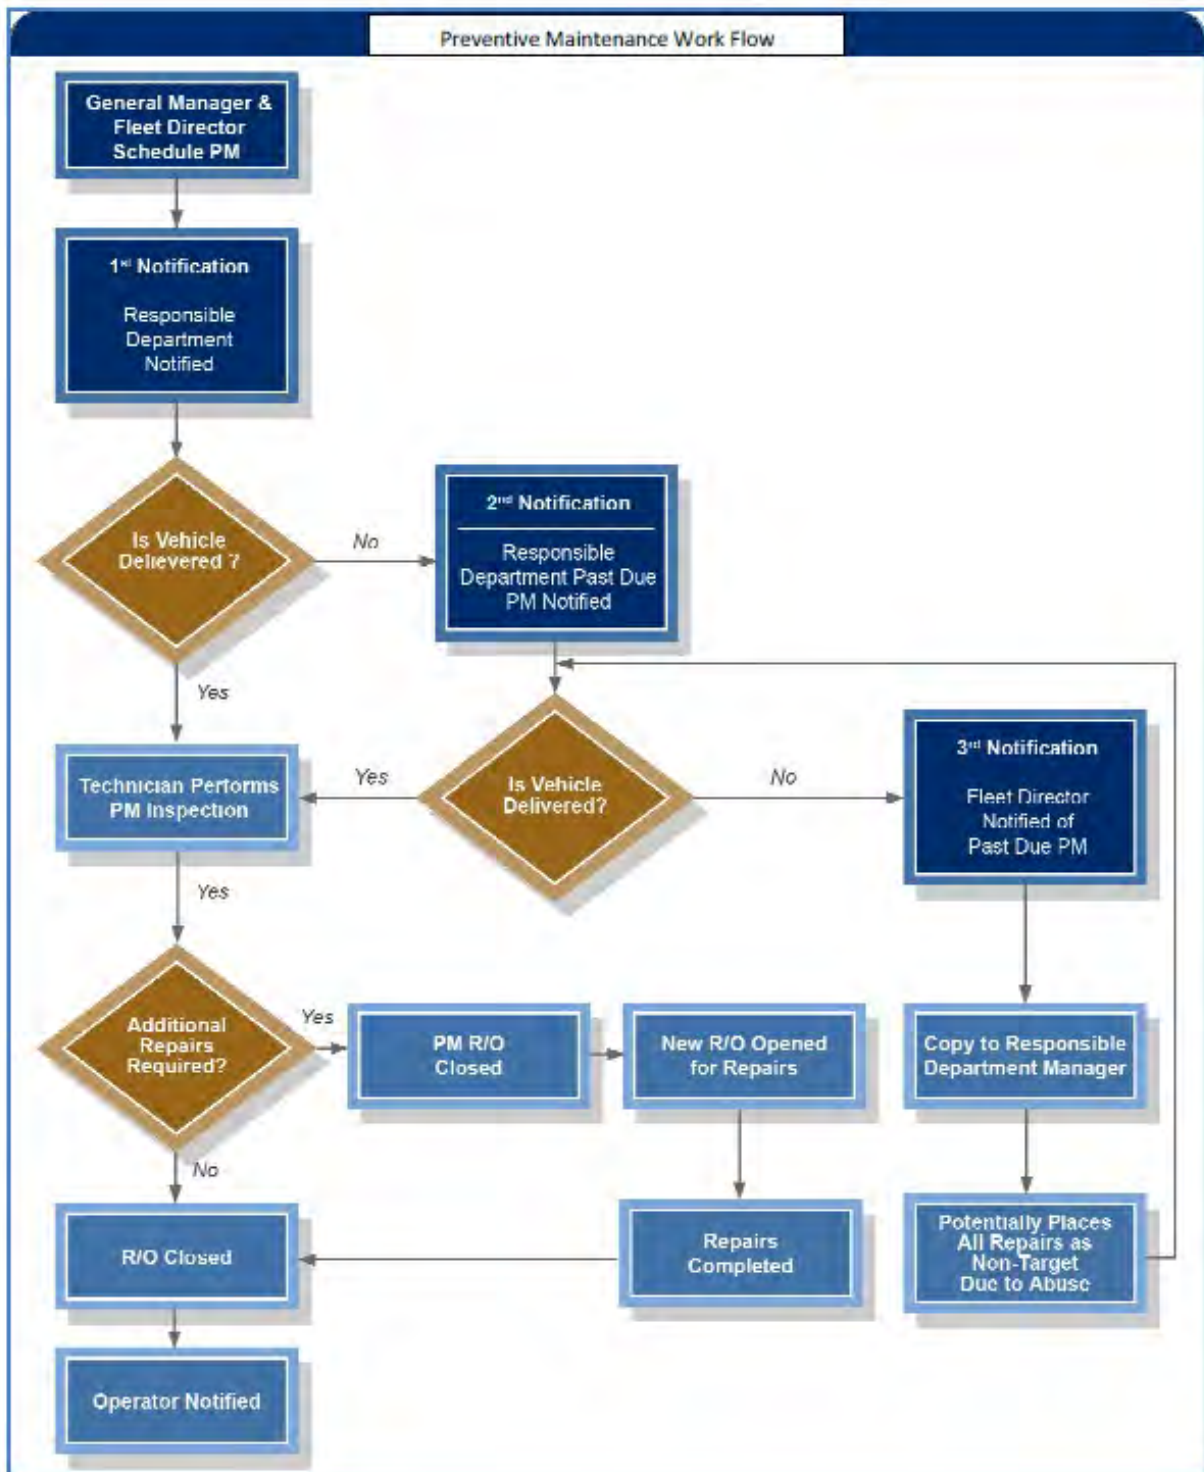 Preventive Maintenance Work Flow
General Manager &
Fleet Director
Schedule PM
1st Notification
Responsible
Department
Notified
Is Vehicle
Delievered ?
No
2nd Notification
Responsible
Department Past Due
PM Notified
Yes
Technician Performs
PM Inspection
Yes
Is Vehicle
Delivered?
No
3rd Notification
Fleet Director
Notified of
Past Due PM
Yes
Additional
Repairs
Required?
Yes
PM R/O
Closed
New R/O Opened
for Repairs
Copy to Responsible
Department Manager
No
R/O Closed
Repairs
Completed
Potentially Places
All Repairs as
Non-Target
Due to Abuse
Operator Notified